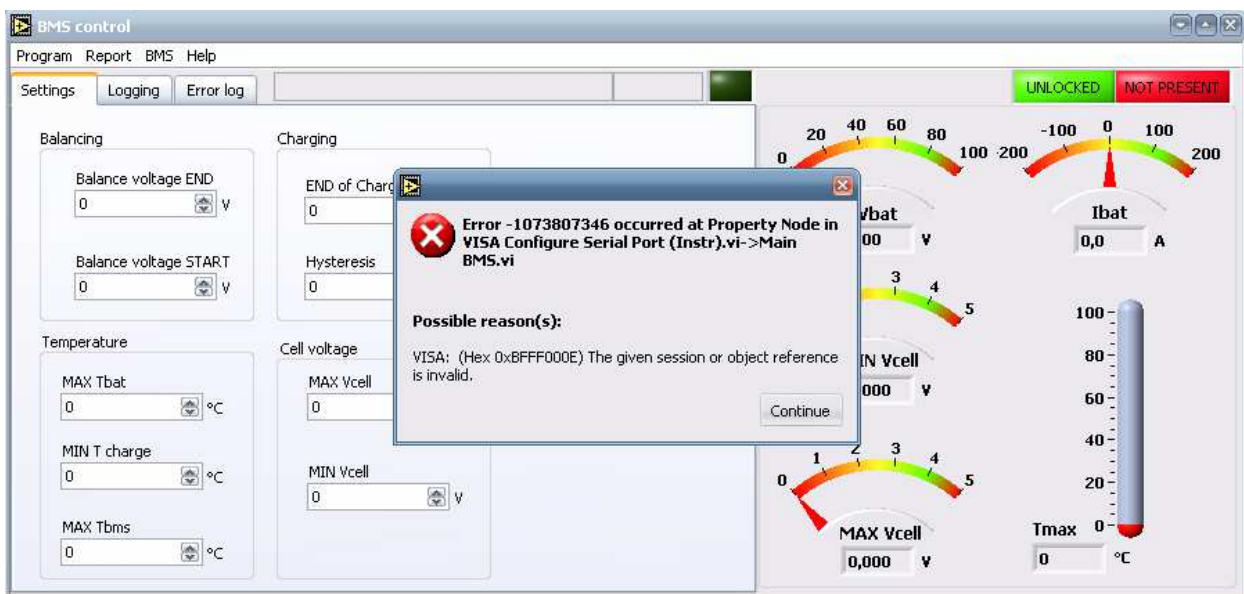 BMS control
Program Report BMS Help
Settings Logging Error log
UNLOCKED NOT PRESENT
Balancing
Balance voltage END
0 V
Balance voltage START
0 V
Charging
END of Charg
0
Hysteresis
0
Temperature
MAX Tbat
0 °C
MIN T charge
0 °C
MAX Tbms
0 °C
Cell voltage
MAX Vcell
0
MIN Vcell
0 V
Error -1073807346 occurred at Property Node in
VISA Configure Serial Port (Instr).vi->Main
BMS.vi
Possible reason(s):
VISA: (Hex 0xBFFF000E) The given session or object reference
is invalid.
Continue
0 20 40 60 80 100
Vbat
00 V
-200 -100 0 100 200
Ibat
0,0 A
3 4 5
IN Vcell
000 V
0 1 2 3 4 5
MAX Vcell
0,000 V
100
80
60
40
20
0
Tmax
0 °C